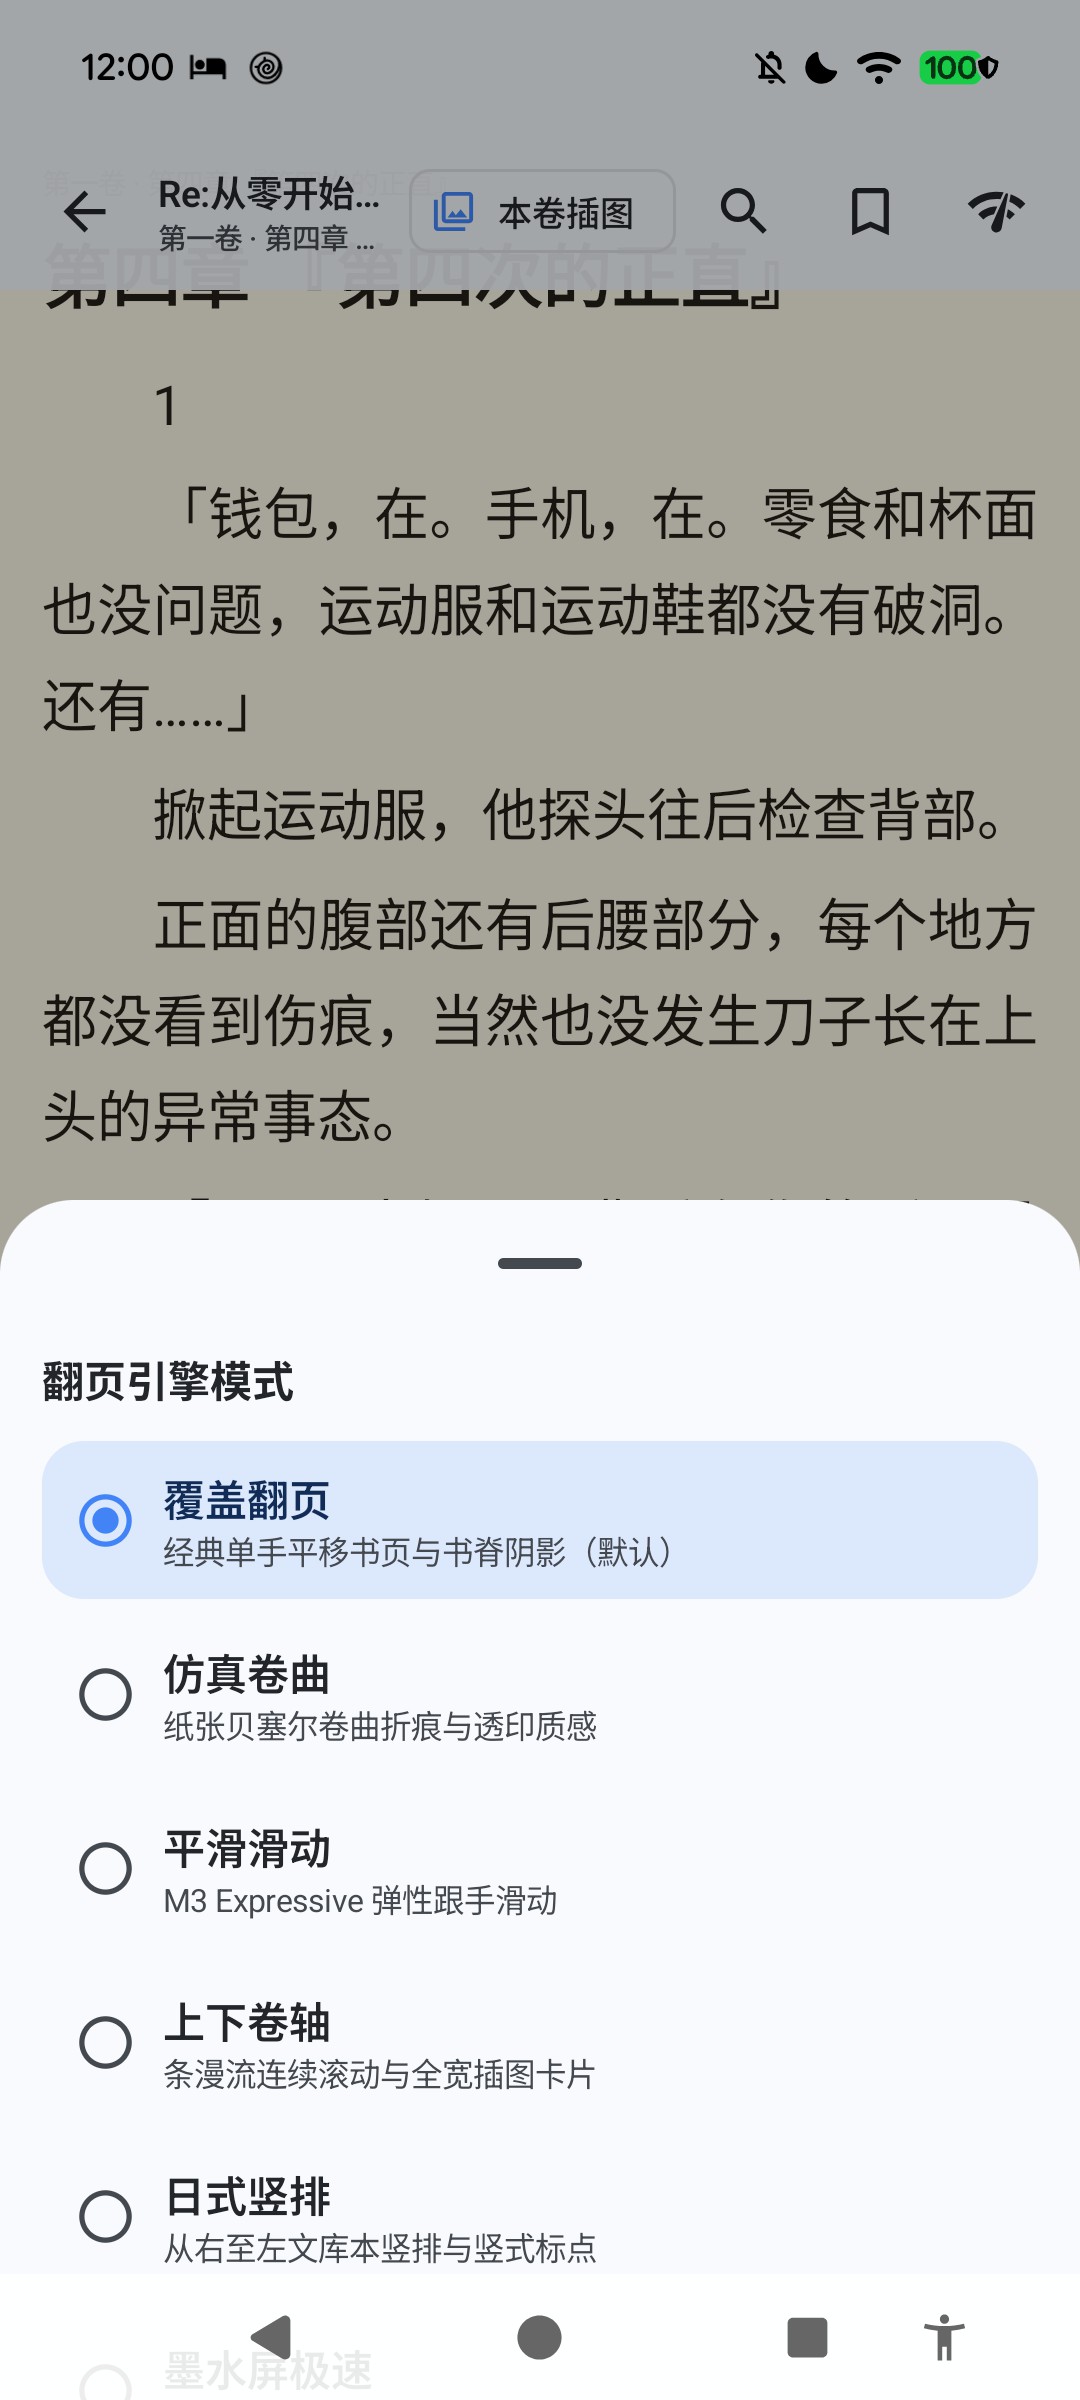 12:00
100
Re:从零开始...
第一卷 · 第四章 ...
本卷插图
第四章 『第四次的正直』
1
「钱包，在。手机，在。零食和杯面
也没问题，运动服和运动鞋都没有破洞。
还有……」
掀起运动服，他探头往后检查背部。
正面的腹部还有后腰部分，每个地方
都没看到伤痕，当然也没发生刀子长在上
头的异常事态。
翻页引擎模式
覆盖翻页
经典单手平移书页与书脊阴影（默认）
仿真卷曲
纸张贝塞尔卷曲折痕与透印质感
平滑滑动
M3 Expressive 弹性跟手滑动
上下卷轴
条漫流连续滚动与全宽插图卡片
日式竖排
从右至左文库本竖排与竖式标点
墨水屏极速